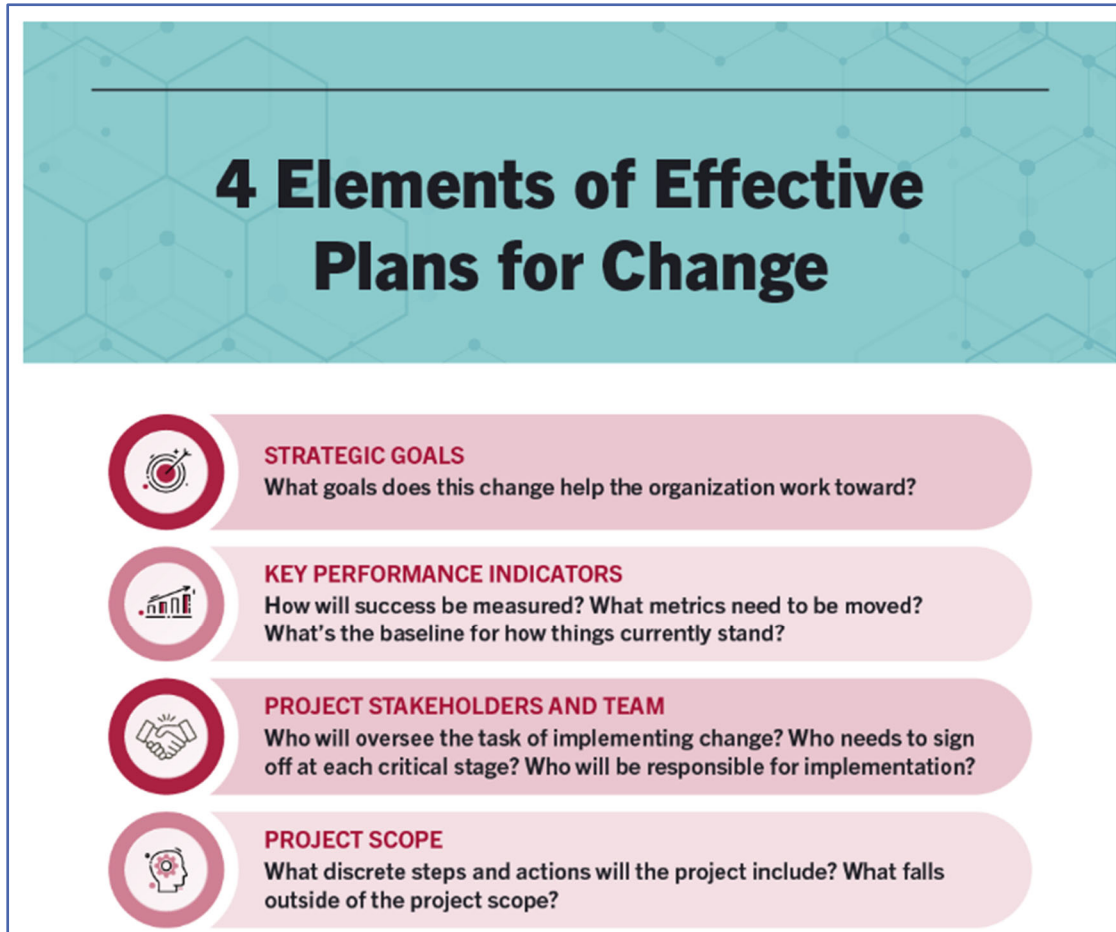 4 Elements of Effective
Plans for Change
STRATEGIC GOALS
What goals does this change help the organization work toward?
KEY PERFORMANCE INDICATORS
How will success be measured? What metrics need to be moved?
What's the baseline for how things currently stand?
PROJECT STAKEHOLDERS AND TEAM
Who will oversee the task of implementing change? Who needs to sign
off at each critical stage? Who will be responsible for implementation?
PROJECT SCOPE
What discrete steps and actions will the project include? What falls
outside of the project scope?